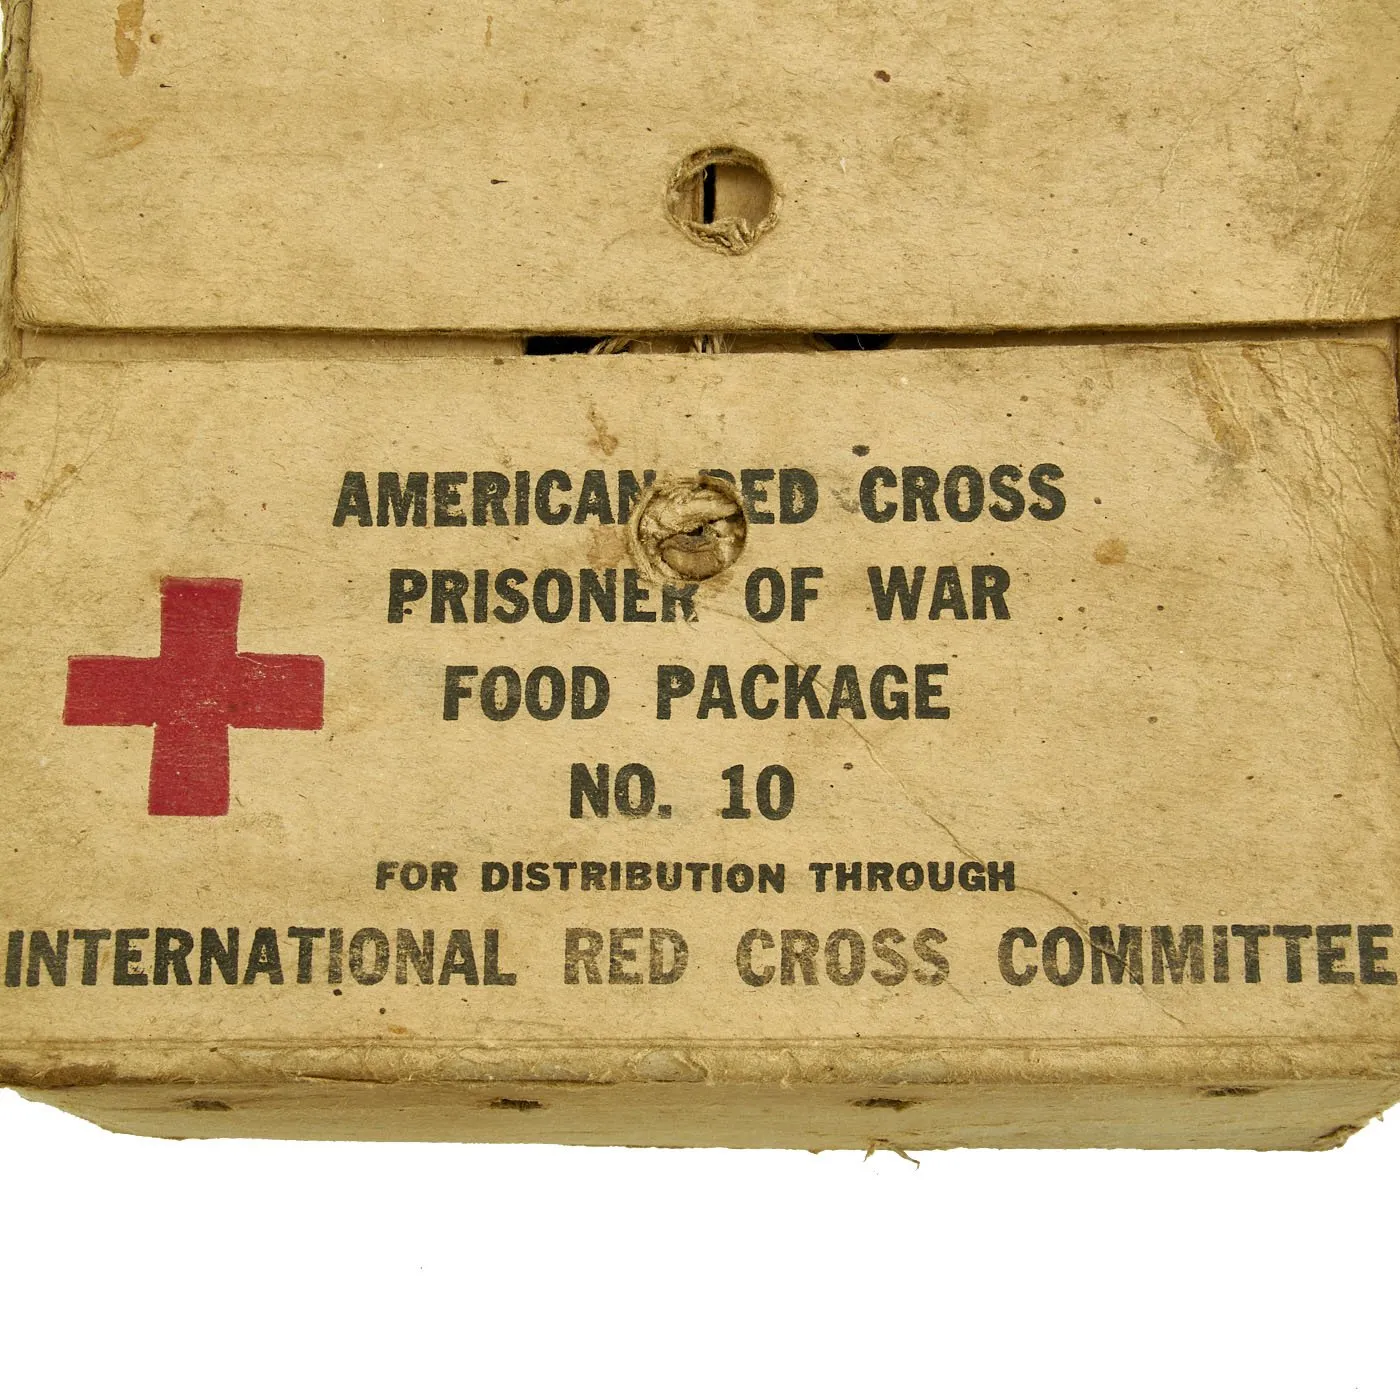 AMERICAN RED CROSS
PRISONER OF WAR
FOOD PACKAGE
NO. 10
FOR DISTRIBUTION THROUGH
INTERNATIONAL RED CROSS COMMITTEE